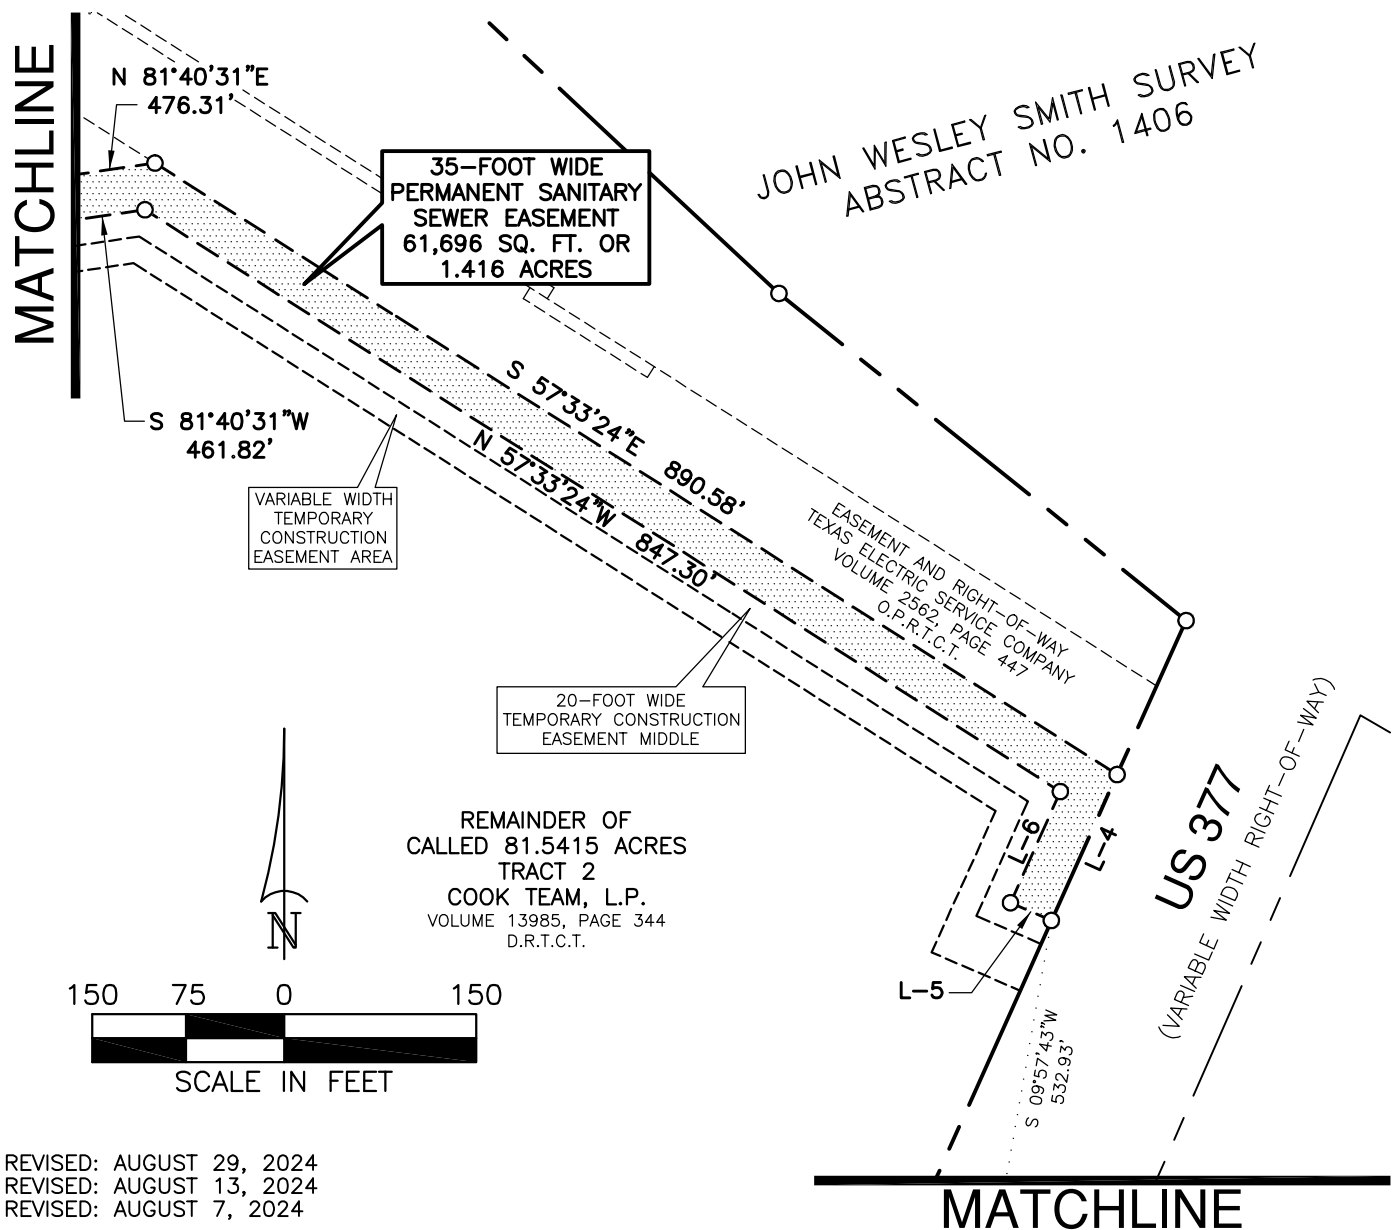 MATCHLINE
N 81°40'31"E
476.31'
35-FOOT WIDE
PERMANENT SANITARY
SEWER EASEMENT
61,696 SQ. FT. OR
1.416 ACRES
JOHN WESLEY SMITH SURVEY
ABSTRACT NO. 1406
S 81°40'31"W
461.82'
S 57°33'24"E 890.58'
N 57°33'24"W 847.30'
VARIABLE WIDTH
TEMPORARY
CONSTRUCTION
EASEMENT AREA
EASEMENT AND RIGHT-OF-WAY
TEXAS ELECTRIC SERVICE COMPANY
VOLUME 2562, PAGE 447
O.P.R.T.C.T.
20-FOOT WIDE
TEMPORARY CONSTRUCTION
EASEMENT MIDDLE
REMAINDER OF
CALLED 81.5415 ACRES
TRACT 2
COOK TEAM, L.P.
VOLUME 13985, PAGE 344
D.R.T.C.T.
L-6
L-4
L-5
US 377
(VARIABLE WIDTH RIGHT-OF-WAY)
S 09°57'43"W
532.93'
N
150 75 0 150
SCALE IN FEET
REVISED: AUGUST 29, 2024
REVISED: AUGUST 13, 2024
REVISED: AUGUST 7, 2024
MATCHLINE